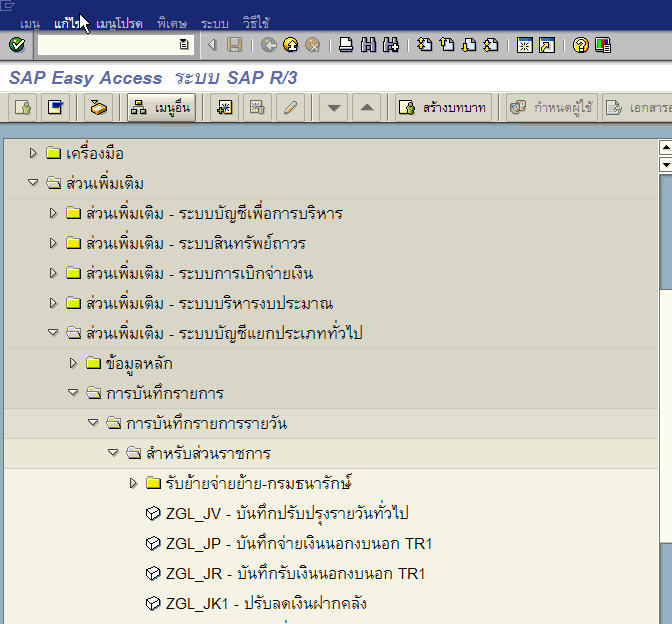 เมนู แก้ไข เมนูโปรด พิเศษ ระบบ วิธีใช้
SAP Easy Access ระบบ SAP R/3
เมนูอื่น สร้างบทบาท กำหนดผู้ใช้
เครื่องมือ
ส่วนเพิ่มเติม
ส่วนเพิ่มเติม - ระบบบัญชีเพื่อการบริหาร
ส่วนเพิ่มเติม - ระบบสินทรัพย์ถาวร
ส่วนเพิ่มเติม - ระบบการเบิกจ่ายเงิน
ส่วนเพิ่มเติม - ระบบบริหารงบประมาณ
ส่วนเพิ่มเติม - ระบบบัญชีแยกประเภททั่วไป
ข้อมูลหลัก
การบันทึกรายการ
การบันทึกรายการรายวัน
สำหรับส่วนราชการ
รับย้ายจ่ายย้าย-กรมธนารักษ์
ZGL_JV - บันทึกปรับปรุงรายวันทั่วไป
ZGL_JP - บันทึกจ่ายเงินนอกงบนอก TR1
ZGL_JR - บันทึกรับเงินนอกงบนอก TR1
ZGL_JK1 - ปรับลดเงินฝากคลัง